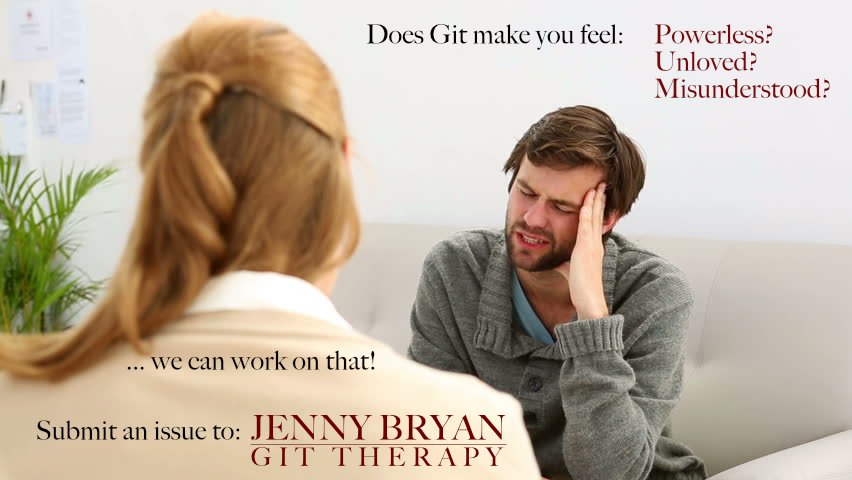 Does Git make you feel: Powerless?
Unloved?
Misunderstood?
... we can work on that!
Submit an issue to: JENNY BRYAN
GIT THERAPY